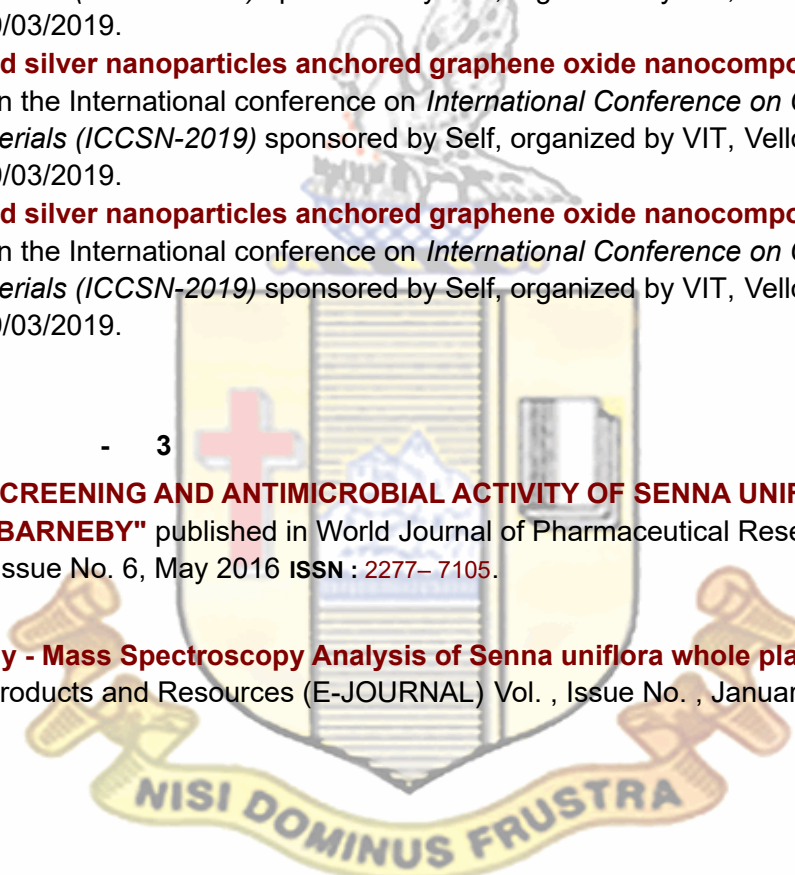 0/03/2019.
d silver nanoparticles anchored graphene oxide nanocompo
n the International conference on International Conference on
erials (ICCSN-2019) sponsored by Self, organized by VIT, Vello
0/03/2019.
d silver nanoparticles anchored graphene oxide nanocompo
n the International conference on International Conference on
erials (ICCSN-2019) sponsored by Self, organized by VIT, Vello
0/03/2019.
- 3
CREENING AND ANTIMICROBIAL ACTIVITY OF SENNA UNIF
BARNEBY" published in World Journal of Pharmaceutical Rese
ssue No. 6, May 2016 ISSN : 2277– 7105.
y - Mass Spectroscopy Analysis of Senna uniflora whole pla
roducts and Resources (E-JOURNAL) Vol. , Issue No. , Januar
NISI DOMINUS FRUSTRA